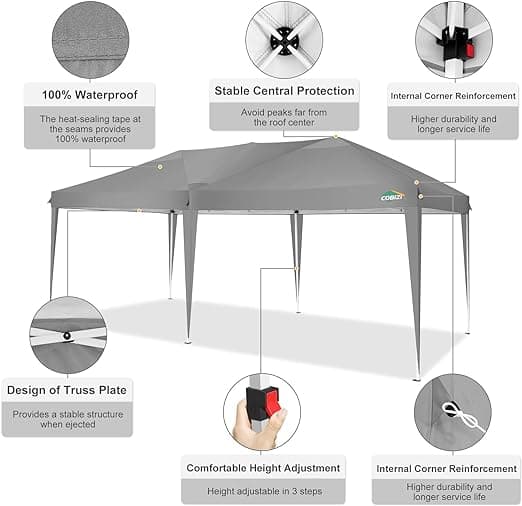 100% Waterproof
The heat-sealing tape at
the seams provides
100% waterproof
Stable Central Protection
Avoid peaks far from
the roof center
Internal Corner Reinforcement
Higher durability and
longer service life
COBIZI
Design of Truss Plate
Provides a stable structure
when ejected
Comfortable Height Adjustment
Height adjustable in 3 steps
Internal Corner Reinforcement
Higher durability and
longer service life